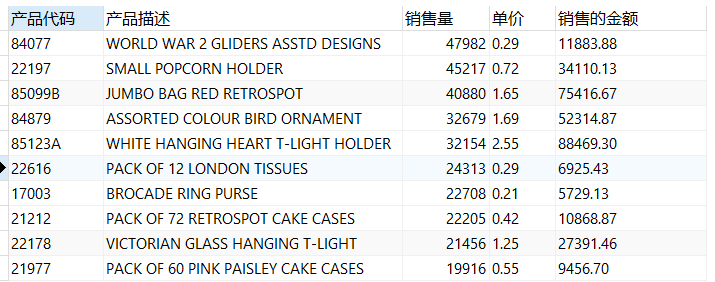 产品代码 产品描述 销售量 单价 销售的金额
84077 WORLD WAR 2 GLIDERS ASSTD DESIGNS 47982 0.29 11883.88
22197 SMALL POPCORN HOLDER 45217 0.72 34110.13
85099B JUMBO BAG RED RETROSPOT 40880 1.65 75416.67
84879 ASSORTED COLOUR BIRD ORNAMENT 32679 1.69 52314.87
85123A WHITE HANGING HEART T-LIGHT HOLDER 32154 2.55 88469.30
22616 PACK OF 12 LONDON TISSUES 24313 0.29 6925.43
17003 BROCADE RING PURSE 22708 0.21 5729.13
21212 PACK OF 72 RETROSPOT CAKE CASES 22205 0.42 10868.87
22178 VICTORIAN GLASS HANGING T-LIGHT 21456 1.25 27391.46
21977 PACK OF 60 PINK PAISLEY CAKE CASES 19916 0.55 9456.70